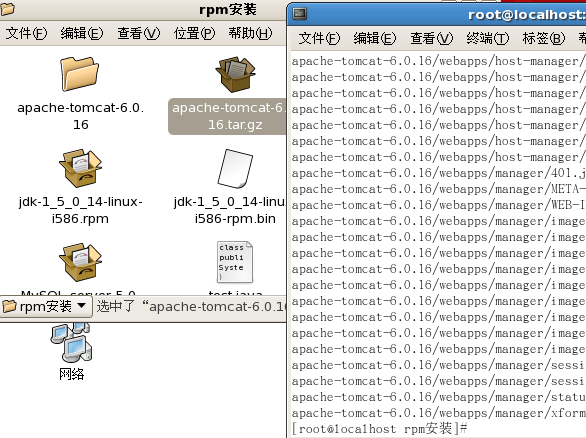 rpm安装
文件(F) 编辑(E) 查看(V) 位置(P) 帮助(H)
apache-tomcat-6.0.
16
apache-tomcat-6.
16.tar.gz
jdk-1_5_0_14-linux-
i586.rpm
jdk-1_5_0_14-linu
i586-rpm.bin
class
publi
Syste
}
MySQL-server-5.0
test.java
rpm安装 选中了“apache-tomcat-6.0.16
网络
root@localhost:
文件(F) 编辑(E) 查看(V) 终端(T) 标签(B)
apache-tomcat-6.0.16/webapps/host-manager/
apache-tomcat-6.0.16/webapps/host-manager/
apache-tomcat-6.0.16/webapps/host-manager/
apache-tomcat-6.0.16/webapps/host-manager/
apache-tomcat-6.0.16/webapps/host-manager/
apache-tomcat-6.0.16/webapps/host-manager/
apache-tomcat-6.0.16/webapps/host-manager/
apache-tomcat-6.0.16/webapps/manager/401.j
apache-tomcat-6.0.16/webapps/manager/META-
apache-tomcat-6.0.16/webapps/manager/WEB-I
apache-tomcat-6.0.16/webapps/manager/image
apache-tomcat-6.0.16/webapps/manager/image
apache-tomcat-6.0.16/webapps/manager/image
apache-tomcat-6.0.16/webapps/manager/image
apache-tomcat-6.0.16/webapps/manager/image
apache-tomcat-6.0.16/webapps/manager/image
apache-tomcat-6.0.16/webapps/manager/image
apache-tomcat-6.0.16/webapps/manager/image
apache-tomcat-6.0.16/webapps/manager/image
apache-tomcat-6.0.16/webapps/manager/sessi
apache-tomcat-6.0.16/webapps/manager/sessi
apache-tomcat-6.0.16/webapps/manager/statu
apache-tomcat-6.0.16/webapps/manager/xform
[root@localhost rpm安装]#